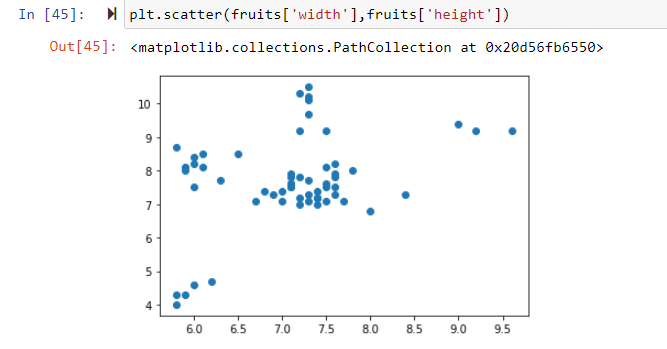 In [45]: plt.scatter(fruits['width'],fruits['height'])
Out[45]: <matplotlib.collections.PathCollection at 0x20d56fb6550>
10
9
8
7
6
5
4
6.0 6.5 7.0 7.5 8.0 8.5 9.0 9.5